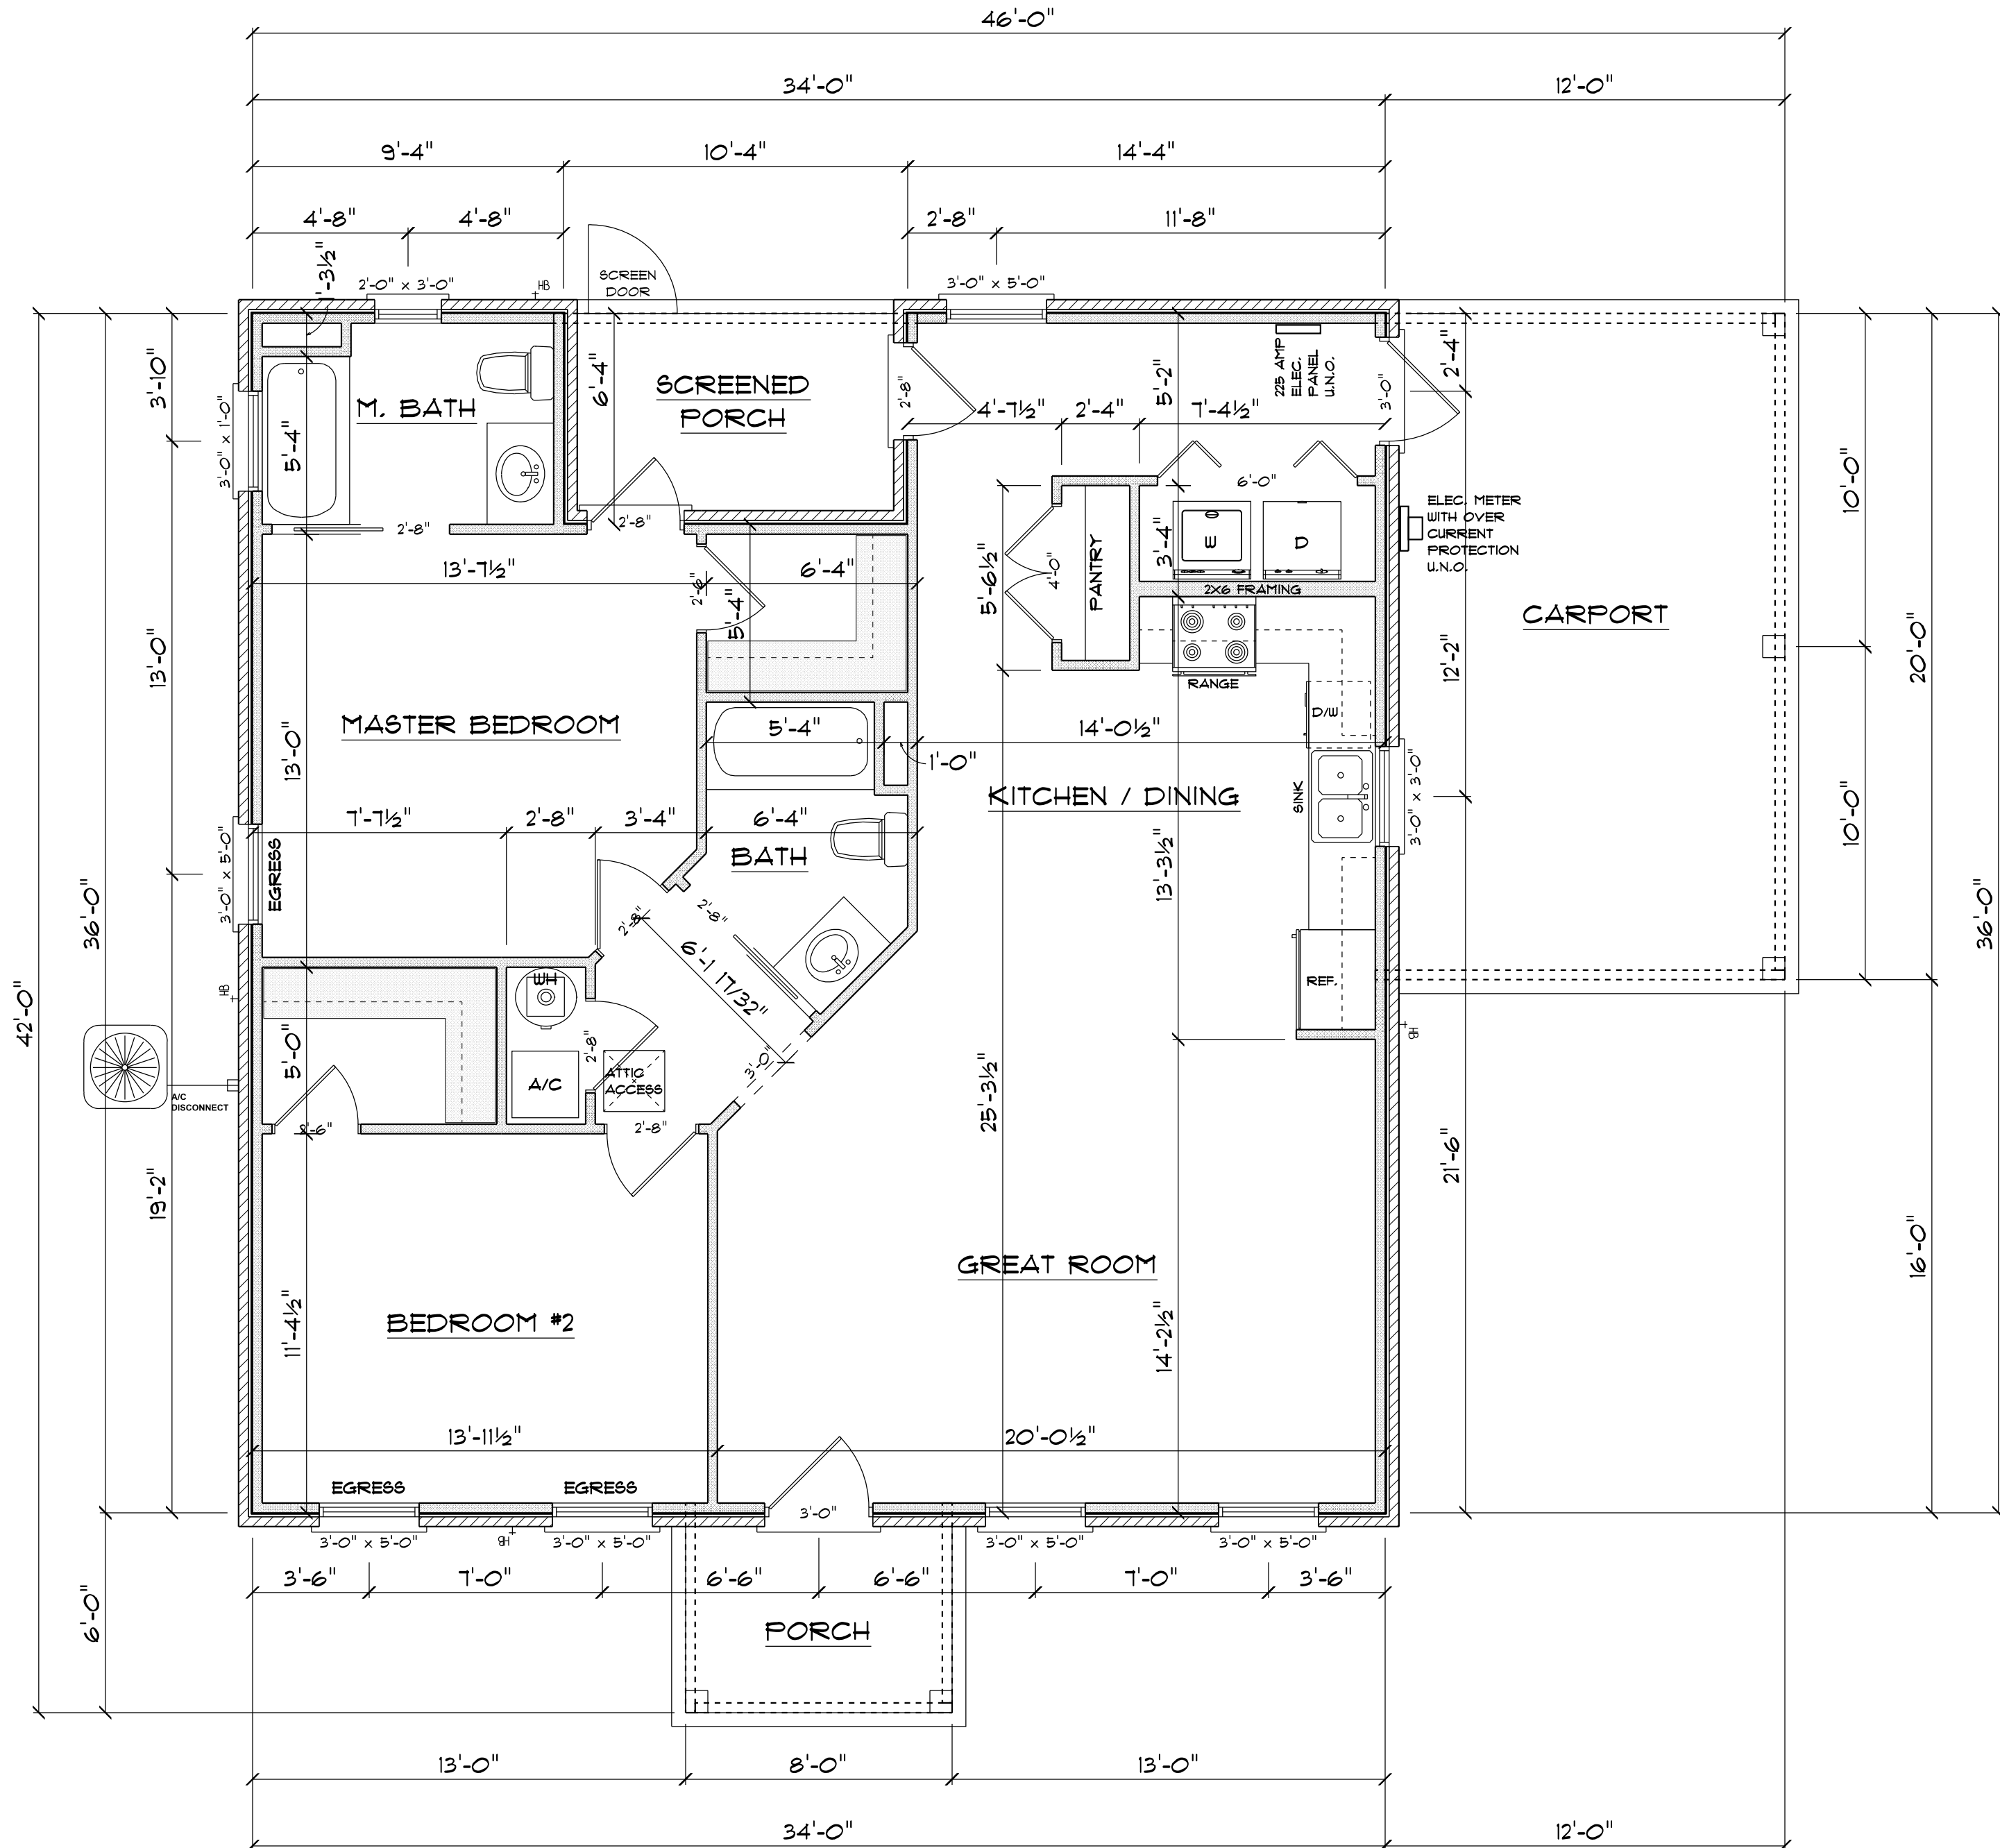 46'-0"
34'-0" 12'-0"
9'-4" 10'-4" 14'-4"
4'-8" 4'-8" 2'-8" 11'-8"
'-3½"
2'-0" x 3'-0"
HB
SCREEN
DOOR
3'-0" x 5'-0"
3'-10"
3'-0" x 1'-0"
5'-4"
M. BATH
6'-4"
SCREENED
PORCH
2'-8"
4'-7½" 2'-4" 7'-4½"
5'-2"
225 AMP
ELEC.
PANEL
U.N.O.
3'-0"
2'-4"
2'-8"
2'-8"
6'-0"
10'-0"
ELEC. METER
WITH OVER
CURRENT
PROTECTION
U.N.O.
W
D
3'-4"
PANTRY
4'-0"
5'-6½"
2X6 FRAMING
13'-7½"
2'-6"
6'-4"
5'-4"
CARPORT
13'-0"
12'-2"
20'-0"
RANGE
D/W
MASTER BEDROOM
13'-0"
5'-4"
1'-0"
14'-0½"
KITCHEN / DINING
SINK
3'-0" x 3'-0"
10'-0"
7'-7½" 2'-8" 3'-4" 6'-4"
BATH
13'-3½"
3'-0" x 5'-0"
EGRESS
36'-0"
36'-0"
2'-8"
2'-8"
6'-1 17/32"
REF.
HB
WH
HB
42'-0"
5'-0"
A/C
2'-8"
ATTIC
ACCESS
3'-0"
A/C
DISCONNECT
2'-6"
2'-8"
25'-3½"
19'-2"
21'-6"
16'-0"
GREAT ROOM
BEDROOM #2
11'-4½"
14'-2½"
13'-11½" 20'-0½"
EGRESS EGRESS
3'-0"
3'-0" x 5'-0" HB 3'-0" x 5'-0" 3'-0" x 5'-0" 3'-0" x 5'-0"
3'-6" 7'-0" 6'-6" 6'-6" 7'-0" 3'-6"
6'-0"
PORCH
13'-0" 8'-0" 13'-0"
34'-0" 12'-0"